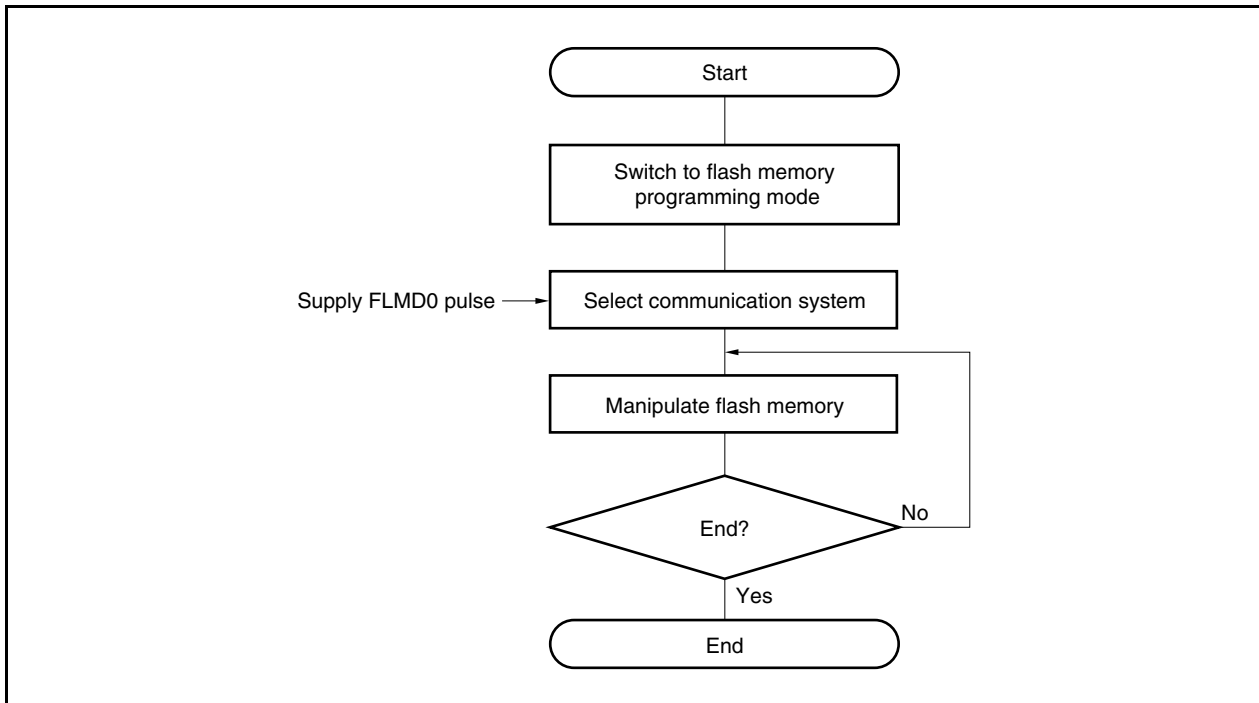 Start
Switch to flash memory
programming mode
Supply FLMD0 pulse
Select communication system
Manipulate flash memory
End?
No
Yes
End